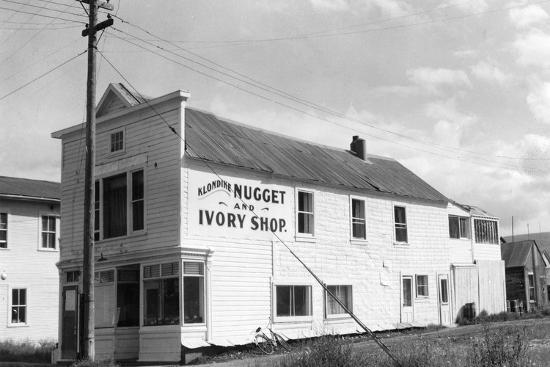 KLONDIKE NUGGET
AND
IVORY SHOP.